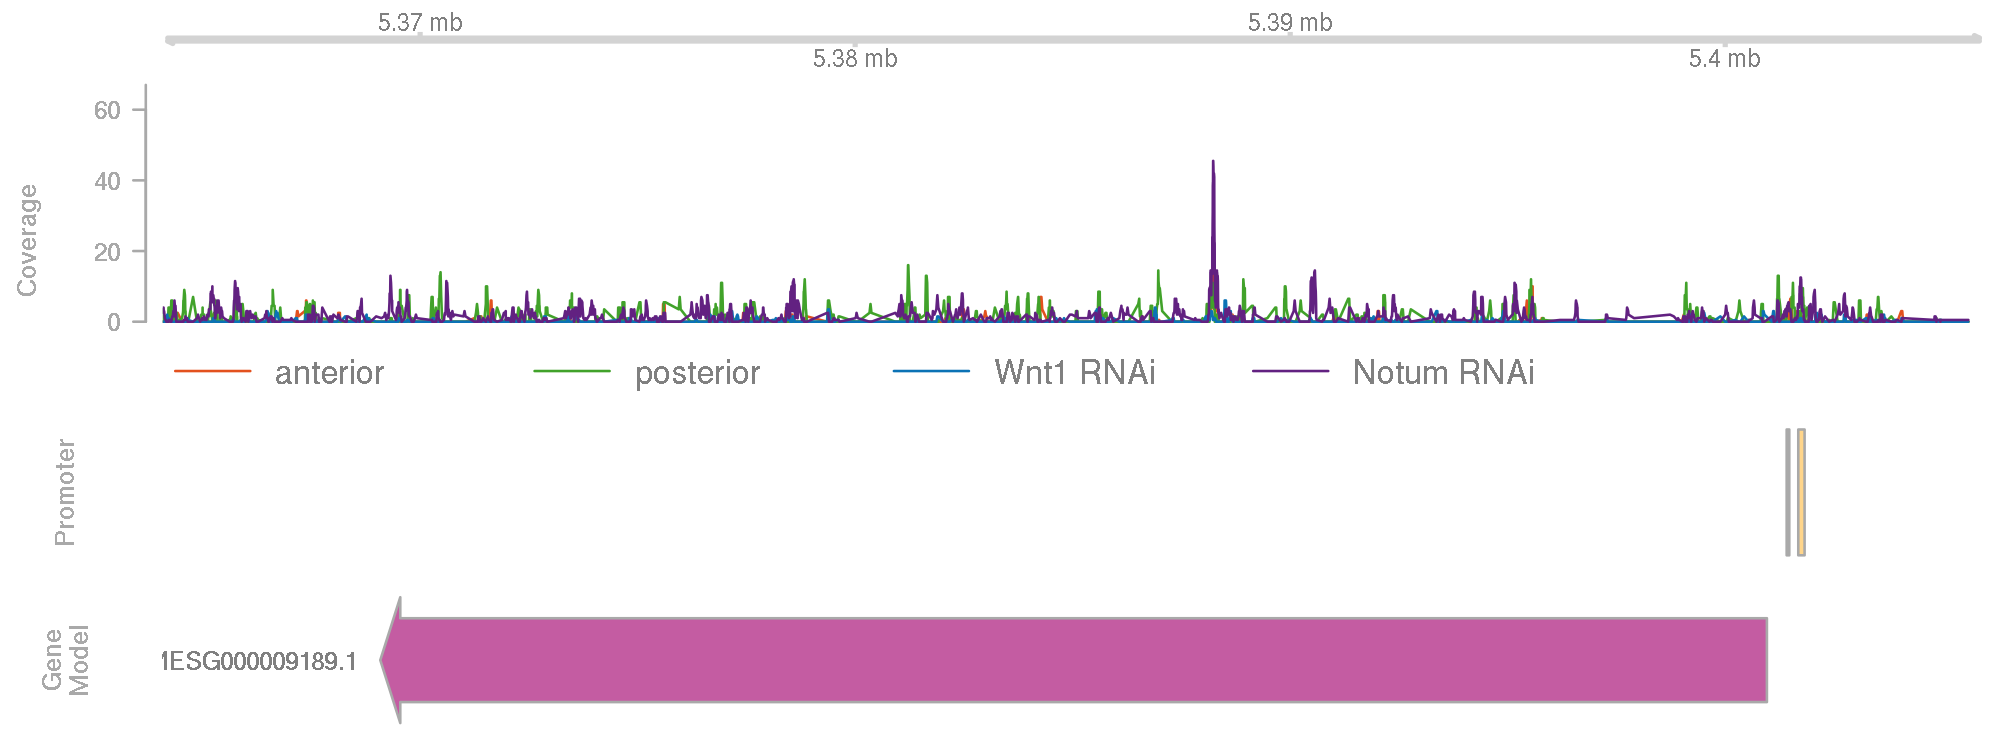 5.37 mb 5.39 mb
5.38 mb 5.4 mb
Coverage
60
40
20
0
anterior posterior Wnt1 RNAi Notum RNAi
Promoter
Gene
Model
MESG000009189.1